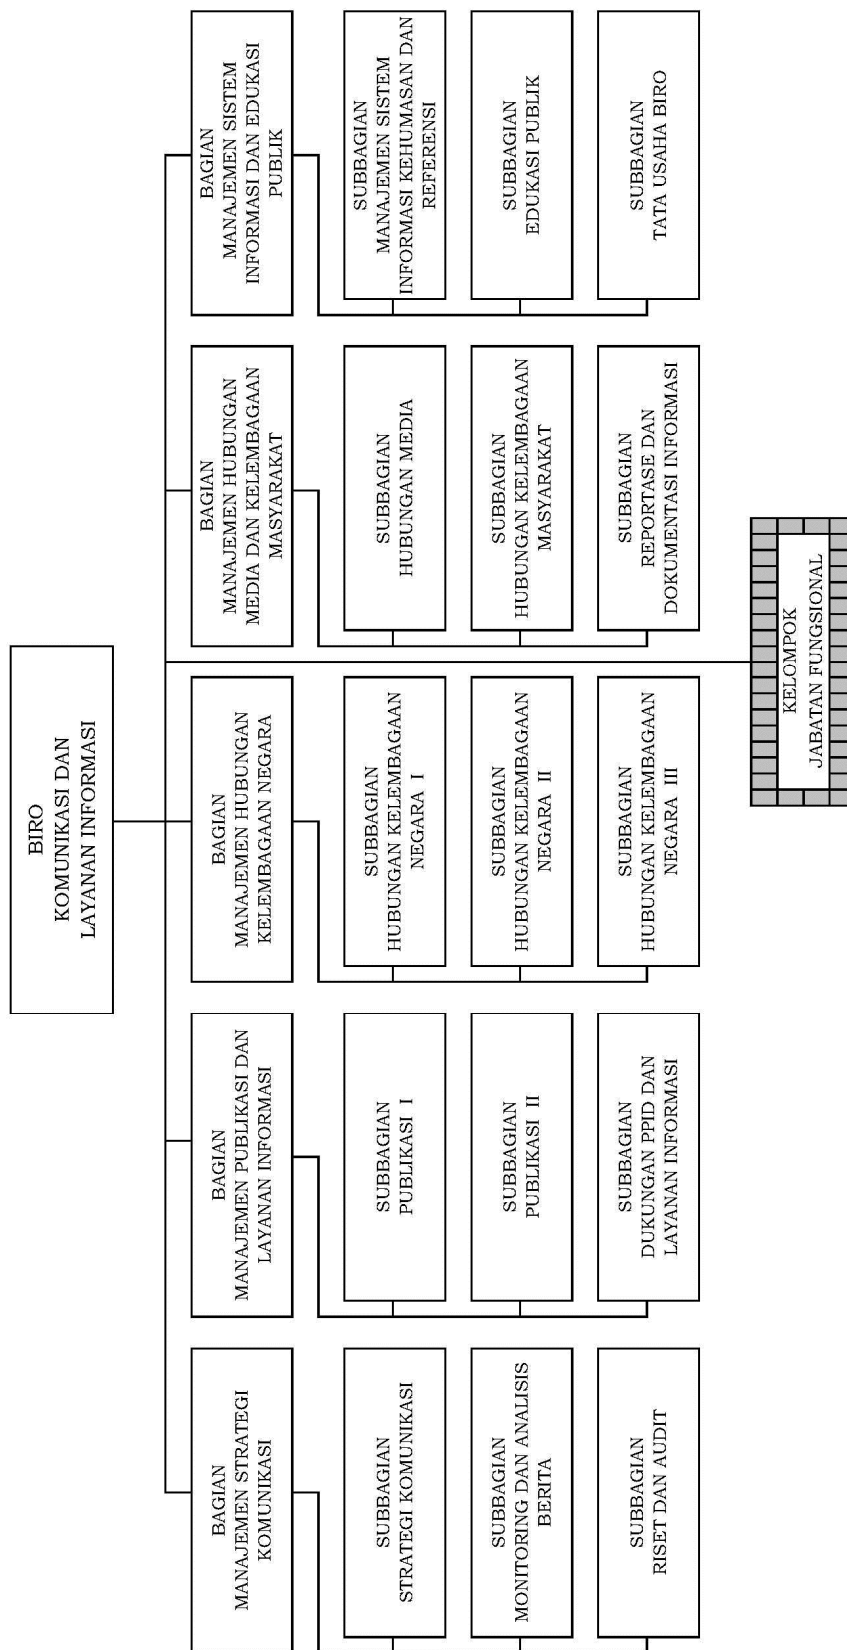 BIRO
KOMUNIKASI DAN
LAYANAN INFORMASI
BAGIAN
MANAJEMEN STRATEGI
KOMUNIKASI
BAGIAN
MANAJEMEN PUBLIKASI DAN
LAYANAN INFORMASI
BAGIAN
MANAJEMEN HUBUNGAN
KELEMBAGAAN NEGARA
BAGIAN
MANAJEMEN HUBUNGAN
MEDIA DAN KELEMBAGAAN
MASYARAKAT
BAGIAN
MANAJEMEN SISTEM
INFORMASI DAN EDUKASI
PUBLIK
SUBBAGIAN
STRATEGI KOMUNIKASI
SUBBAGIAN
PUBLIKASI I
SUBBAGIAN
HUBUNGAN KELEMBAGAAN
NEGARA I
SUBBAGIAN
HUBUNGAN MEDIA
SUBBAGIAN
MANAJEMEN SISTEM
INFORMASI KEHUMASAN DAN
REFERENSI
SUBBAGIAN
MONITORING DAN ANALISIS
BERITA
SUBBAGIAN
PUBLIKASI II
SUBBAGIAN
HUBUNGAN KELEMBAGAAN
NEGARA II
SUBBAGIAN
HUBUNGAN KELEMBAGAAN
MASYARAKAT
SUBBAGIAN
EDUKASI PUBLIK
SUBBAGIAN
RISET DAN AUDIT
SUBBAGIAN
DUKUNGAN PPID DAN
LAYANAN INFORMASI
SUBBAGIAN
HUBUNGAN KELEMBAGAAN
NEGARA III
SUBBAGIAN
REPORTASE DAN
DOKUMENTASI INFORMASI
SUBBAGIAN
TATA USAHA BIRO
KELOMPOK
JABATAN FUNGSIONAL